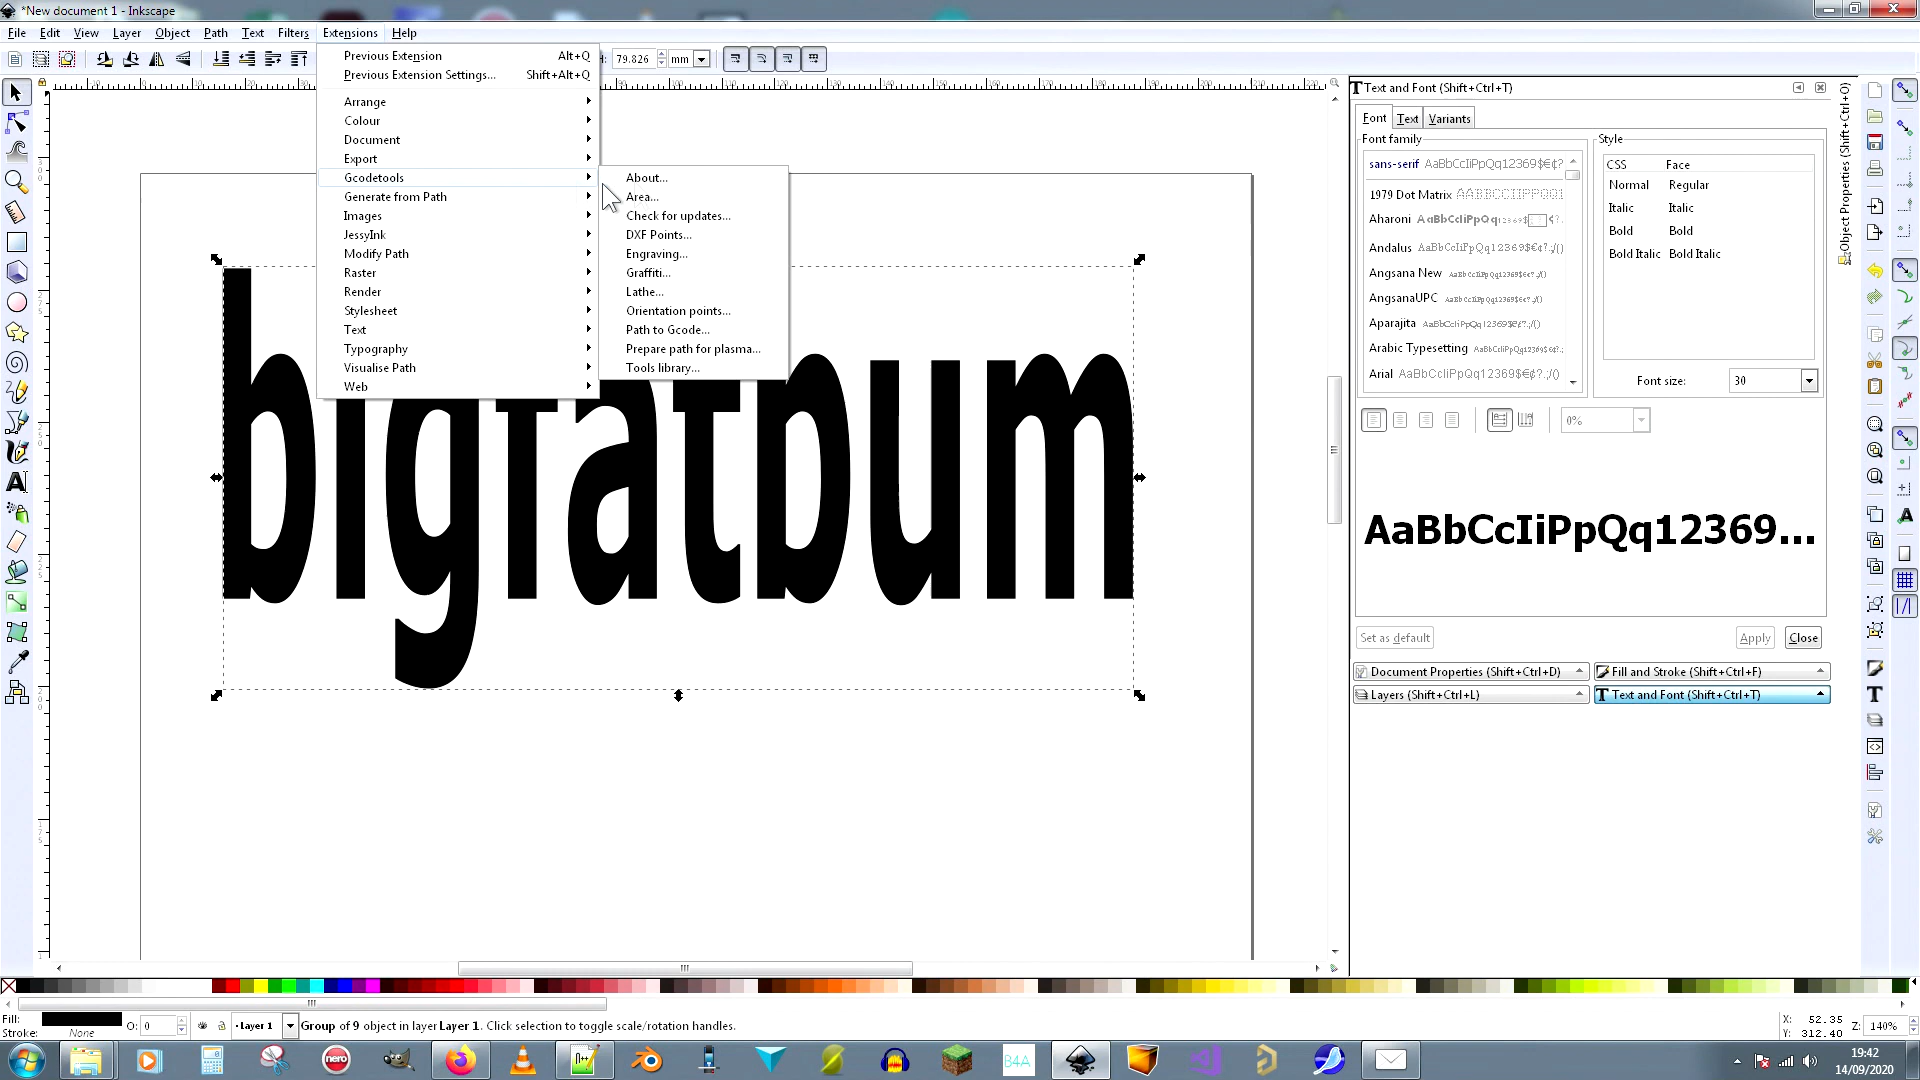 *New document 1 - Inkscape
File Edit View Layer Object Path Text Filters Extensions Help
79.826 mm
Previous Extension Alt+Q
Previous Extension Settings... Shift+Alt+Q
Arrange
Colour
Document
Export
Gcodetools
Generate from Path
Images
JessyInk
Modify Path
Raster
Render
Stylesheet
Text
Typography
Visualise Path
Web
About...
Area...
Check for updates...
DXF Points...
Engraving...
Graffiti...
Lathe...
Orientation points...
Path to Gcode...
Prepare path for plasma...
Tools library...
bigfatbum
Text and Font (Shift+Ctrl+T)
Font Text Variants
Font family
sans-serif AaBbCcIiPpQq12369$€¢?
1979 Dot Matrix AABBCCIIPPQQ
Aharoni AaBbCcIiPpQq12369$
Andalus AaBbCcIiPpQq12369$€¢?.;/()
Angsana New AaBbCcIiPpQq12369$€¢?.;/()
AngsanaUPC AaBbCcIiPpQq12369$€¢?.;/()
Aparajita AaBbCcIiPpQq12369$€¢?.;/()
Arabic Typesetting AaBbCcIiPpQq12369$€¢?.;
Arial AaBbCcIiPpQq12369$€¢?.;/()
Style
CSS Face
Normal Regular
Italic Italic
Bold Bold
Bold Italic Bold Italic
Font size: 30
0%
AaBbCcIiPpQq12369...
Set as default Apply Close
Document Properties (Shift+Ctrl+D) Fill and Stroke (Shift+Ctrl+F)
Layers (Shift+Ctrl+L) Text and Font (Shift+Ctrl+T)
Object Properties (Shift+Ctrl+O)
Fill:
Stroke: None
O: 0
Layer 1
Group of 9 object in layer Layer 1. Click selection to toggle scale/rotation handles.
X: 52.35
Y: 312.40
Z: 140%
nero
B4A
19:42
14/09/2020